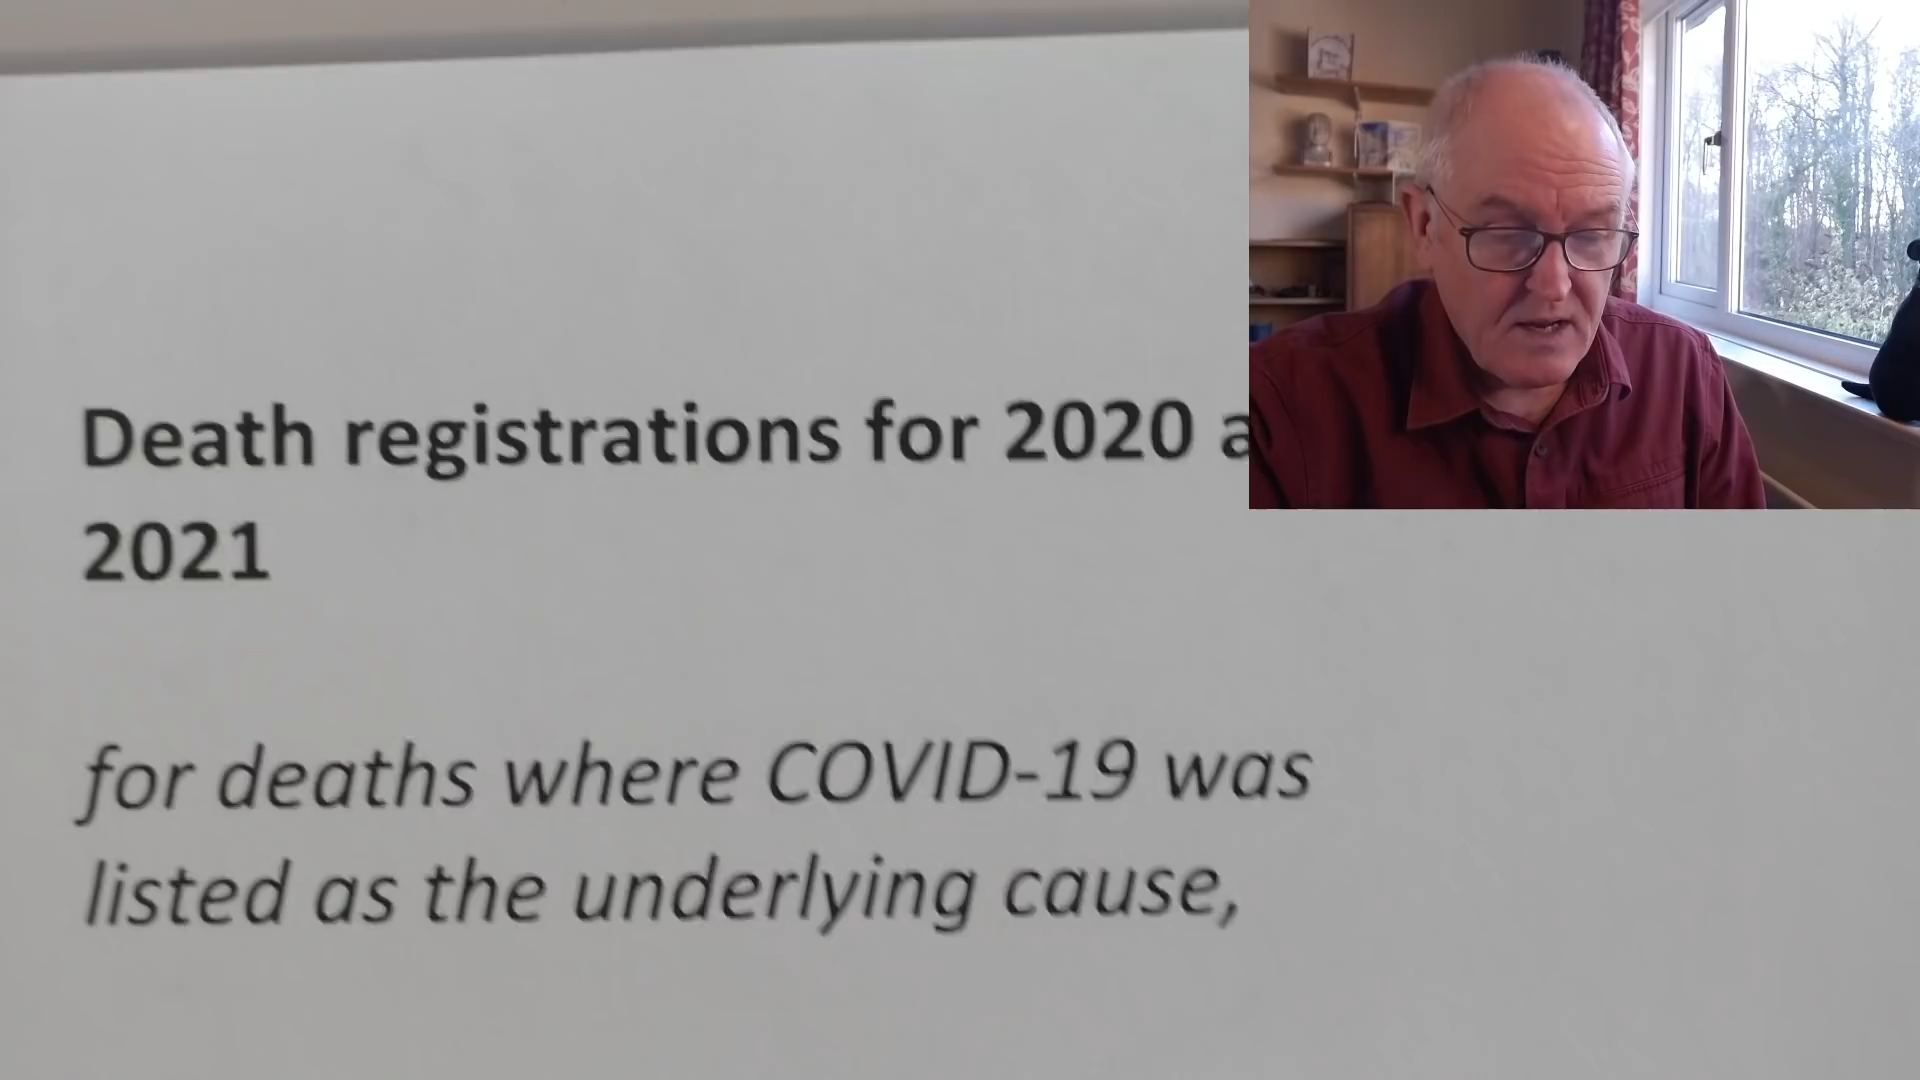 Death registrations for 2020 a
2021
for deaths where COVID-19 was
listed as the underlying cause,